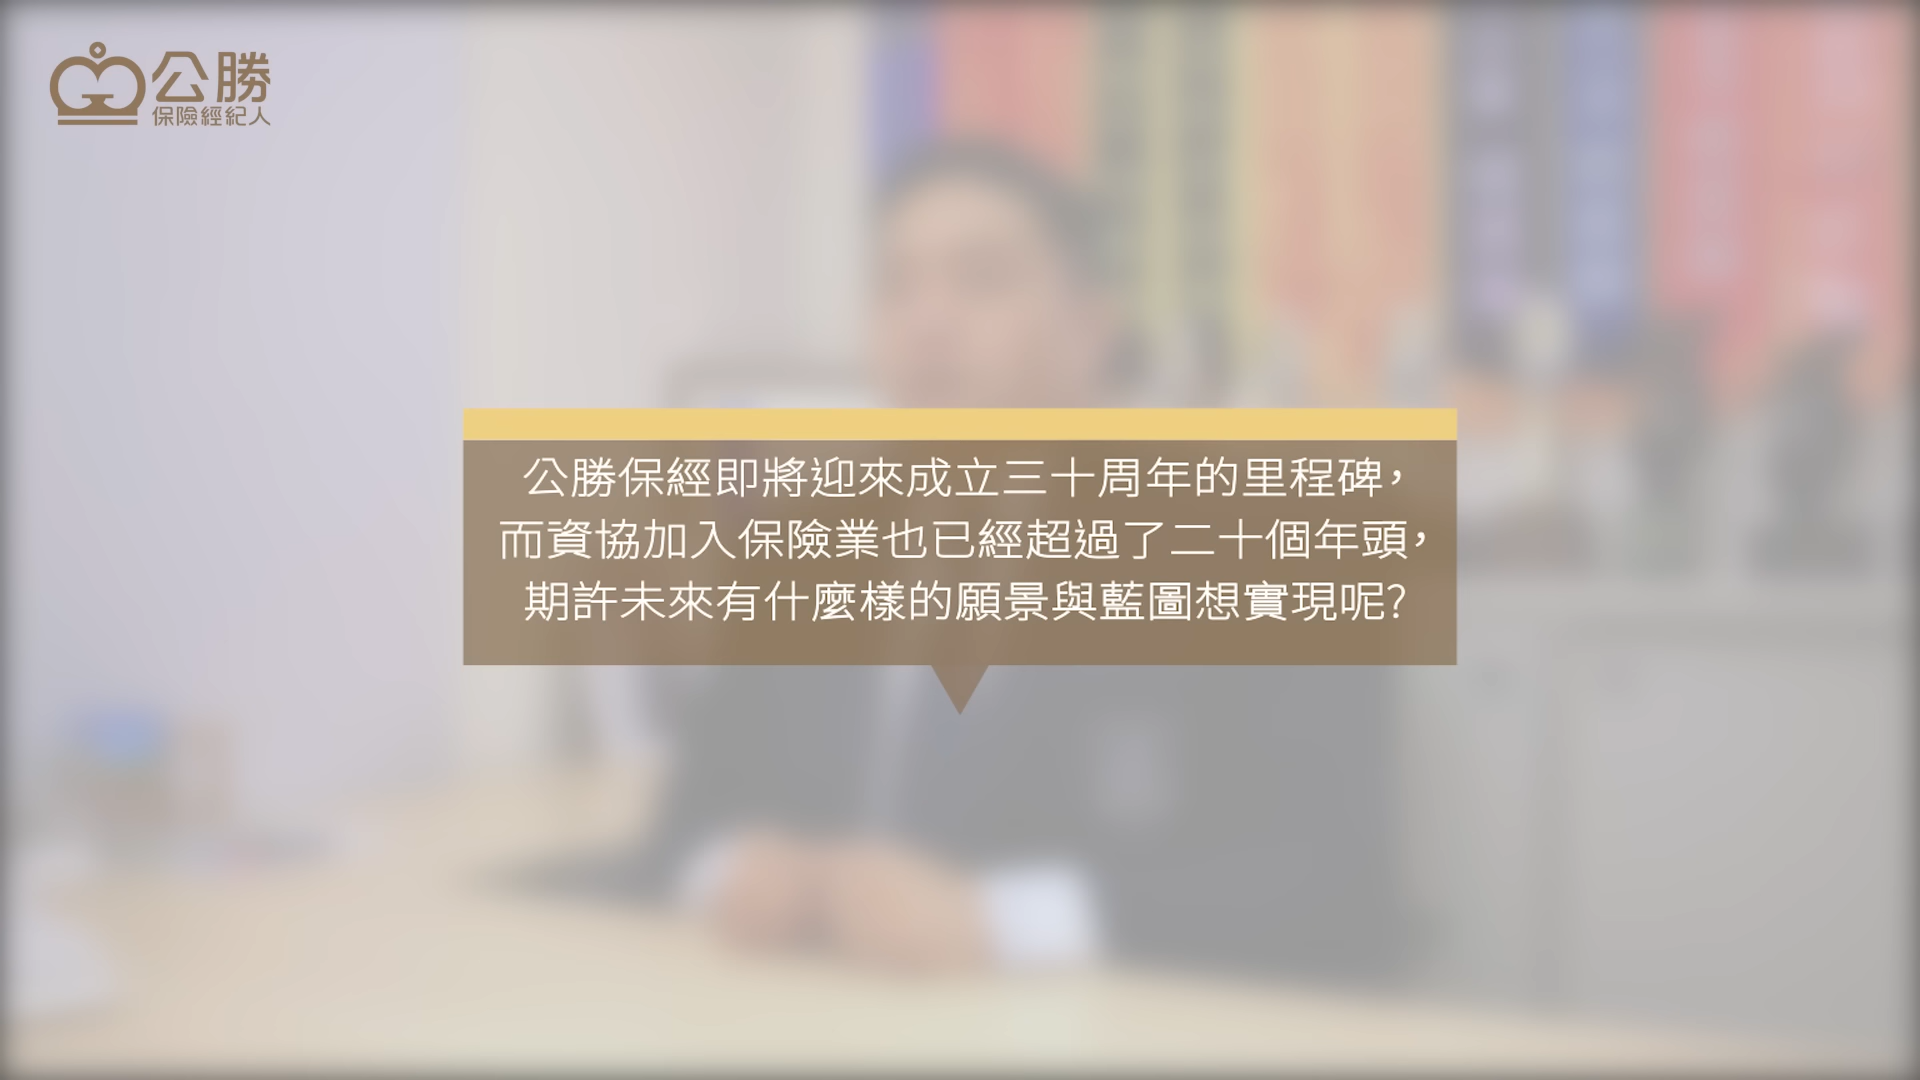 公勝
保險經紀人
公勝保經即將迎來成立三十周年的里程碑，
而資協加入保險業也已經超過了二十個年頭，
期許未來有什麼樣的願景與藍圖想實現呢?